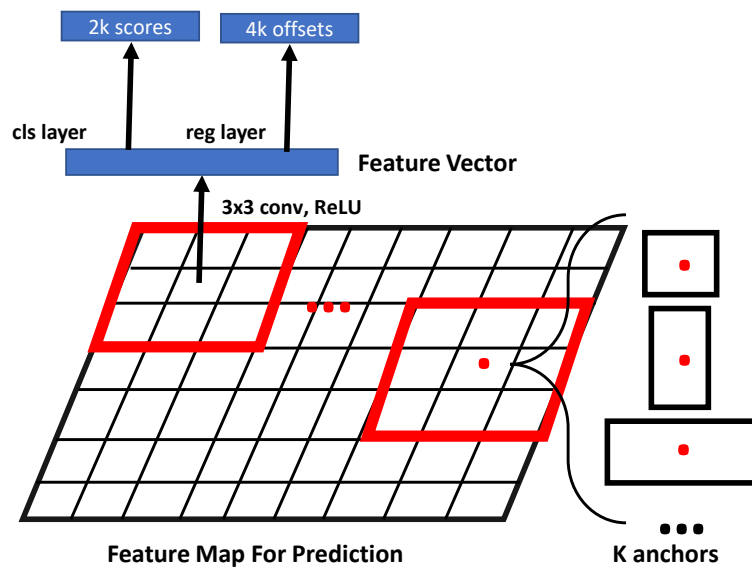 2k scores
4k offsets
cls layer
reg layer
Feature Vector
3x3 conv, ReLU
Feature Map For Prediction
K anchors